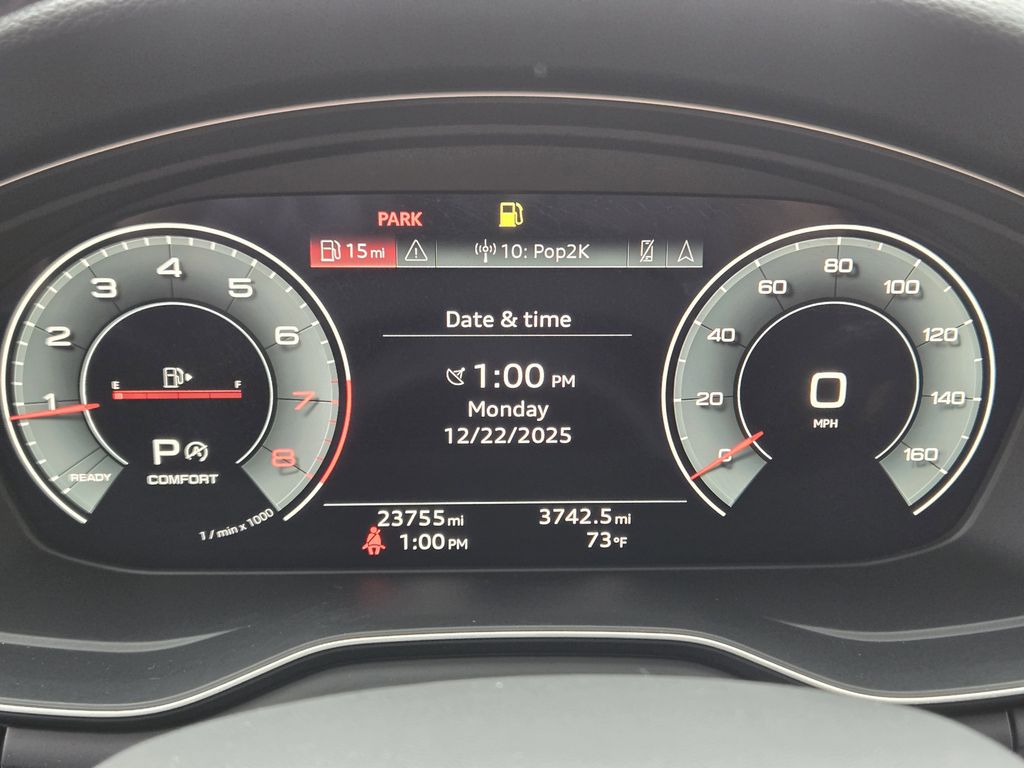 PARK
15 mi
10: Pop2K
Date & time
1:00 PM
Monday
12/22/2025
23755 mi
3742.5 mi
1:00 PM
73 °F
1
2
3
4
5
6
7
8
E F
P
COMFORT
READY
1 / min x 1000
0
20
40
60
80
100
120
140
160
0
MPH